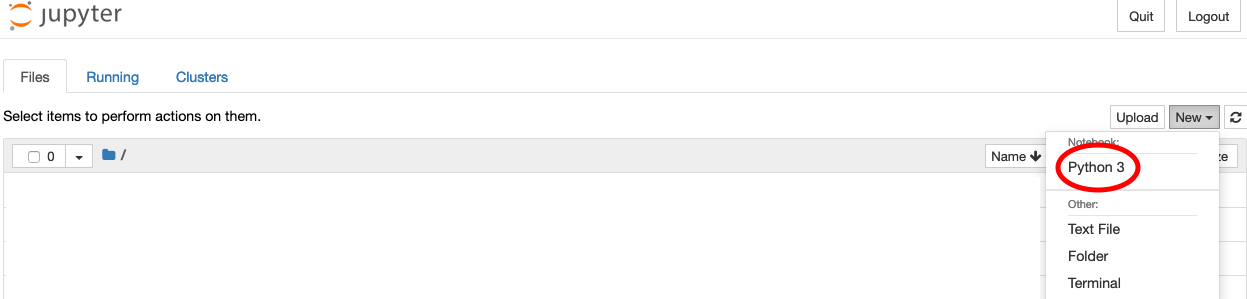 jupyter
Quit Logout
Files Running Clusters
Select items to perform actions on them.
Upload New
0 / Name
Notebook:
Python 3
Other:
Text File
Folder
Terminal